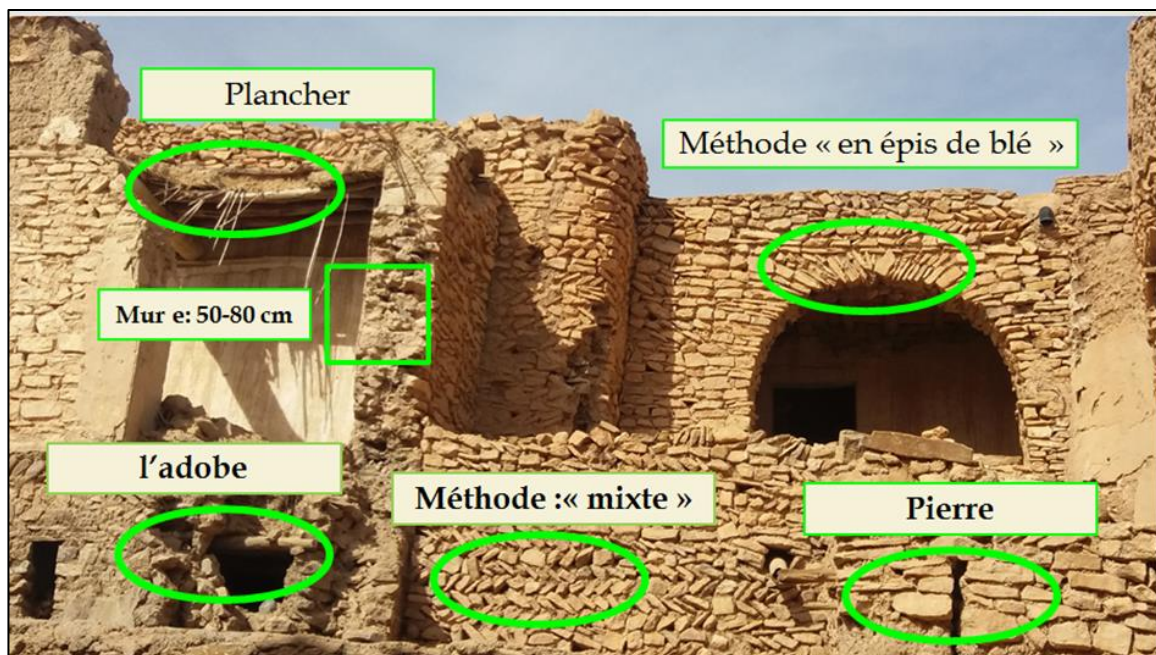 Plancher
Méthode « en épis de blé »
Mur e: 50-80 cm
l’adobe
Méthode :« mixte »
Pierre